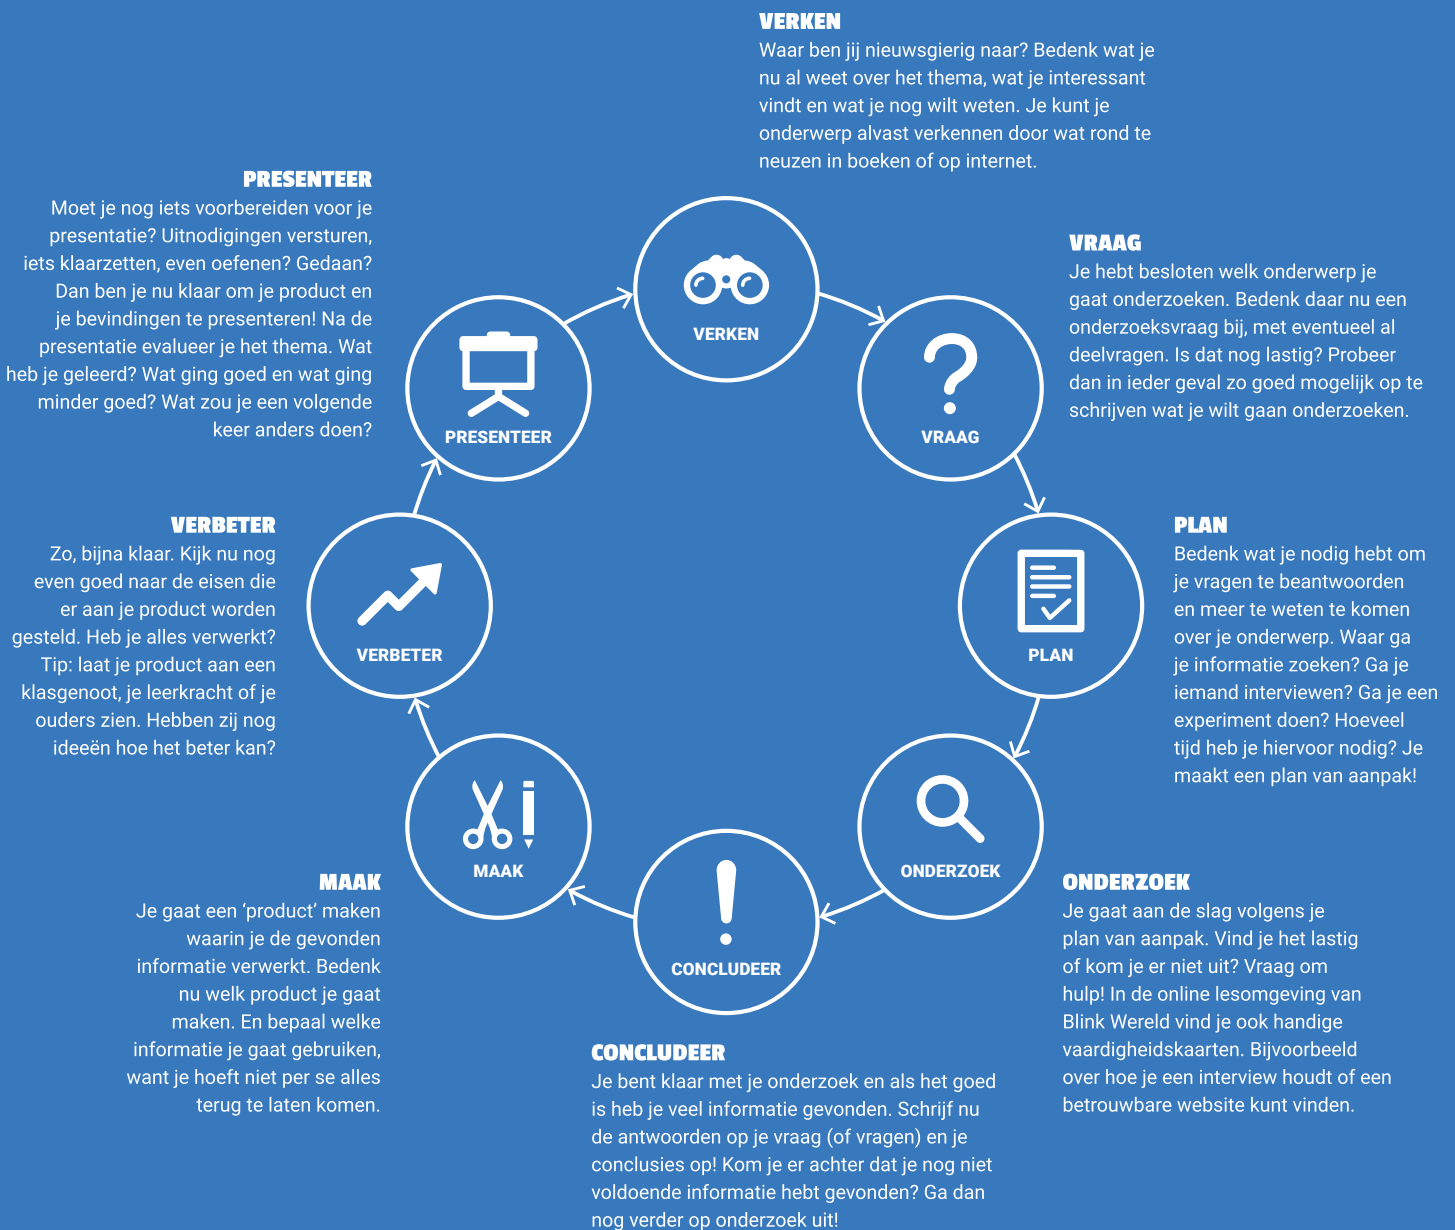 VERKEN
Waar ben jij nieuwsgierig naar? Bedenk wat je
nu al weet over het thema, wat je interessant
vindt en wat je nog wilt weten. Je kunt je
onderwerp alvast verkennen door wat rond te
neuzen in boeken of op internet.
VRAAG
Je hebt besloten welk onderwerp je
gaat onderzoeken. Bedenk daar nu een
onderzoeksvraag bij, met eventueel al
deelvragen. Is dat nog lastig? Probeer
dan in ieder geval zo goed mogelijk op te
schrijven wat je wilt gaan onderzoeken.
PLAN
Bedenk wat je nodig hebt om
je vragen te beantwoorden
en meer te weten te komen
over je onderwerp. Waar ga
je informatie zoeken? Ga je
iemand interviewen? Ga je een
experiment doen? Hoeveel
tijd heb je hiervoor nodig? Je
maakt een plan van aanpak!
ONDERZOEK
Je gaat aan de slag volgens je
plan van aanpak. Vind je het lastig
of kom je er niet uit? Vraag om
hulp! In de online lesomgeving van
Blink Wereld vind je ook handige
vaardigheidskaarten. Bijvoorbeeld
over hoe je een interview houdt of een
betrouwbare website kunt vinden.
CONCLUDEER
Je bent klaar met je onderzoek en als het goed
is heb je veel informatie gevonden. Schrijf nu
de antwoorden op je vraag (of vragen) en je
conclusies op! Kom je er achter dat je nog niet
voldoende informatie hebt gevonden? Ga dan
nog verder op onderzoek uit!
MAAK
Je gaat een ‘product’ maken
waarin je de gevonden
informatie verwerkt. Bedenk
nu welk product je gaat
maken. En bepaal welke
informatie je gaat gebruiken,
want je hoeft niet per se alles
terug te laten komen.
VERBETER
Zo, bijna klaar. Kijk nu nog
even goed naar de eisen die
er aan je product worden
gesteld. Heb je alles verwerkt?
Tip: laat je product aan een
klasgenoot, je leerkracht of je
ouders zien. Hebben zij nog
ideeën hoe het beter kan?
PRESENTEER
Moet je nog iets voorbereiden voor je
presentatie? Uitnodigingen versturen,
iets klaarzetten, even oefenen? Gedaan?
Dan ben je nu klaar om je product en
je bevindingen te presenteren! Na de
presentatie evalueer je het thema. Wat
heb je geleerd? Wat ging goed en wat ging
minder goed? Wat zou je een volgende
keer anders doen?
VERKEN
VRAAG
PLAN
ONDERZOEK
CONCLUDEER
MAAK
VERBETER
PRESENTEER